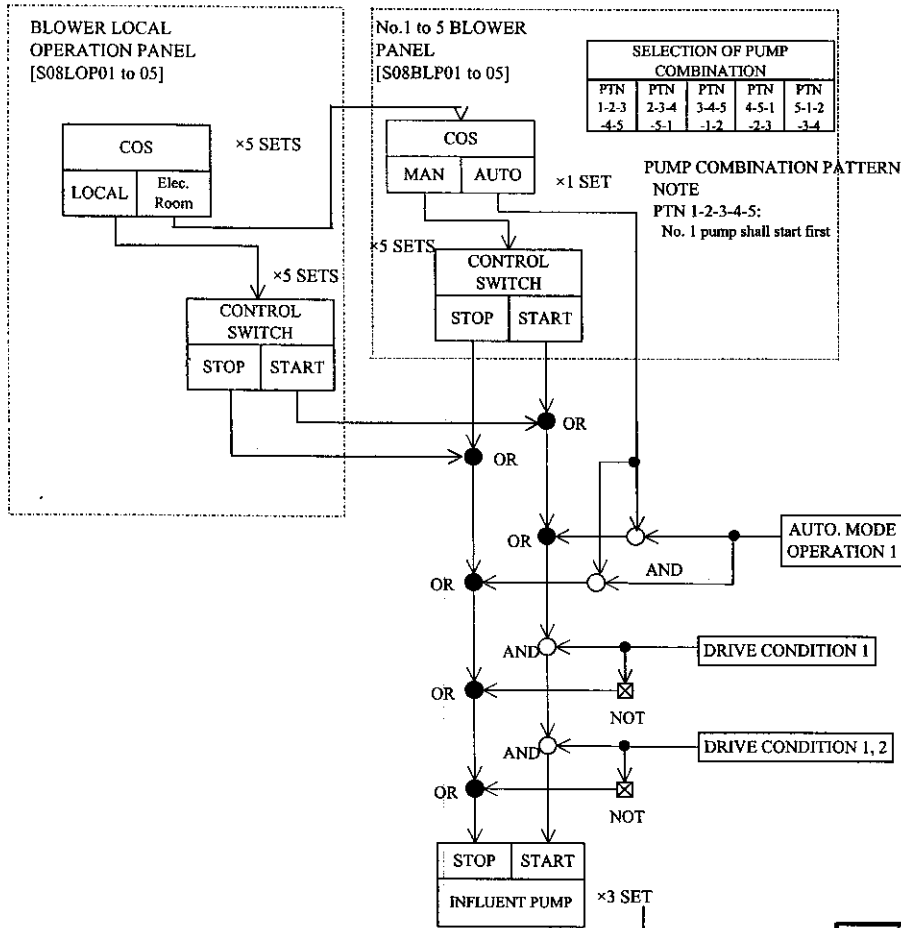 BLOWER LOCAL
OPERATION PANEL
[S08LOP01 to 05]
COS
LOCAL
Elec.
Room
×5 SETS
×5 SETS
CONTROL
SWITCH
STOP
START
No.1 to 5 BLOWER
PANEL
[S08BLP01 to 05]
COS
MAN
AUTO
×1 SET
×5 SETS
CONTROL
SWITCH
STOP
START
SELECTION OF PUMP
COMBINATION
PTN PTN PTN PTN PTN
1-2-3 2-3-4 3-4-5 4-5-1 5-1-2
-4-5 -5-1 -1-2 -2-3 -3-4
PUMP COMBINATION PATTERN
NOTE
PTN 1-2-3-4-5:
No. 1 pump shall start first
OR
OR
OR
AND
AUTO. MODE
OPERATION 1
OR
AND
DRIVE CONDITION 1
OR
NOT
AND
DRIVE CONDITION 1, 2
OR
NOT
STOP
START
INFLUENT PUMP
×3 SET